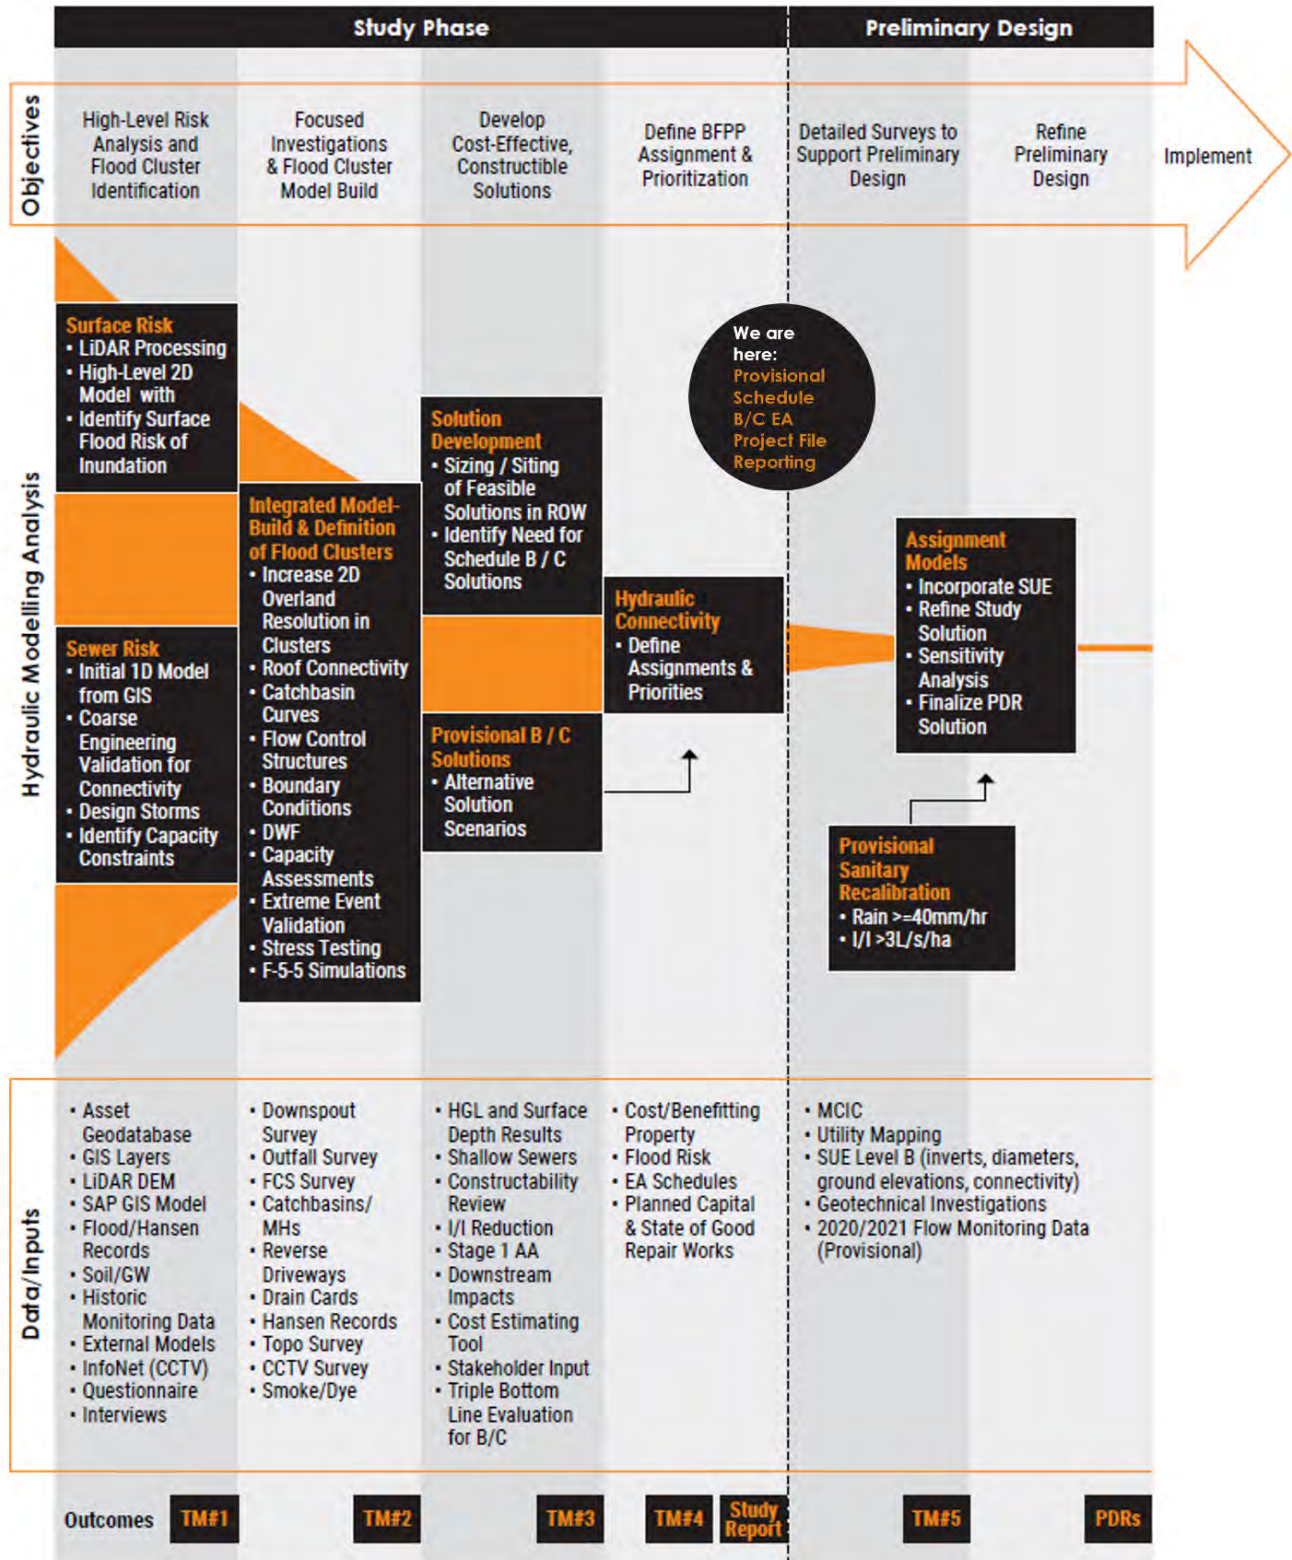 Study Phase
Preliminary Design
Objectives
High-Level Risk
Analysis and
Flood Cluster
Identification
Focused
Investigations
& Flood Cluster
Model Build
Develop
Cost-Effective,
Constructible
Solutions
Define BFPP
Assignment &
Prioritization
Detailed Surveys to
Support Preliminary
Design
Refine
Preliminary
Design
Implement
Hydraulic Modelling Analysis
Surface Risk
• LiDAR Processing
• High-Level 2D
Model with
• Identify Surface
Flood Risk of
Inundation
Sewer Risk
• Initial 1D Model
from GIS
• Coarse
Engineering
Validation for
Connectivity
• Design Storms
• Identify Capacity
Constraints
Integrated Model-
Build & Definition
of Flood Clusters
• Increase 2D
Overland
Resolution in
Clusters
• Roof Connectivity
• Catchbasin
Curves
• Flow Control
Structures
• Boundary
Conditions
• DWF
• Capacity
Assessments
• Extreme Event
Validation
• Stress Testing
• F-5-5 Simulations
Solution
Development
• Sizing / Siting
of Feasible
Solutions in ROW
• Identify Need for
Schedule B / C
Solutions
Provisional B / C
Solutions
• Alternative
Solution
Scenarios
Hydraulic
Connectivity
• Define
Assignments &
Priorities
We are
here:
Provisional
Schedule
B/C EA
Project File
Reporting
Assignment
Models
• Incorporate SUE
• Refine Study
Solution
• Sensitivity
Analysis
• Finalize PDR
Solution
Provisional
Sanitary
Recalibration
• Rain >=40mm/hr
• I/I >3L/s/ha
Data/Inputs
• Asset
Geodatabase
• GIS Layers
• LiDAR DEM
• SAP GIS Model
• Flood/Hansen
Records
• Soil/GW
• Historic
Monitoring Data
• External Models
• InfoNet (CCTV)
• Questionnaire
• Interviews
• Downspout
Survey
• Outfall Survey
• FCS Survey
• Catchbasins/
MHs
• Reverse
Driveways
• Drain Cards
• Hansen Records
• Topo Survey
• CCTV Survey
• Smoke/Dye
• HGL and Surface
Depth Results
• Shallow Sewers
• Constructability
Review
• I/I Reduction
• Stage 1 AA
• Downstream
Impacts
• Cost Estimating
Tool
• Stakeholder Input
• Triple Bottom
Line Evaluation
for B/C
• Cost/Benefitting
Property
• Flood Risk
• EA Schedules
• Planned Capital
& State of Good
Repair Works
• MCIC
• Utility Mapping
• SUE Level B (inverts, diameters,
ground elevations, connectivity)
• Geotechnical Investigations
• 2020/2021 Flow Monitoring Data
(Provisional)
Outcomes
TM#1
TM#2
TM#3
TM#4
Study
Report
TM#5
PDRs